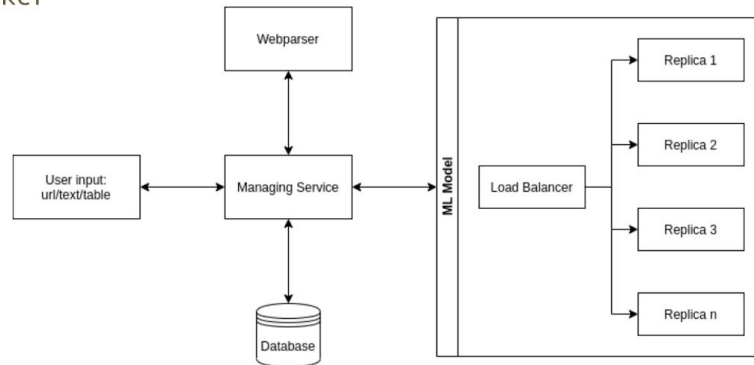 Webparser
User input:
url/text/table
Managing Service
Database
ML Model
Load Balancer
Replica 1
Replica 2
Replica 3
Replica n